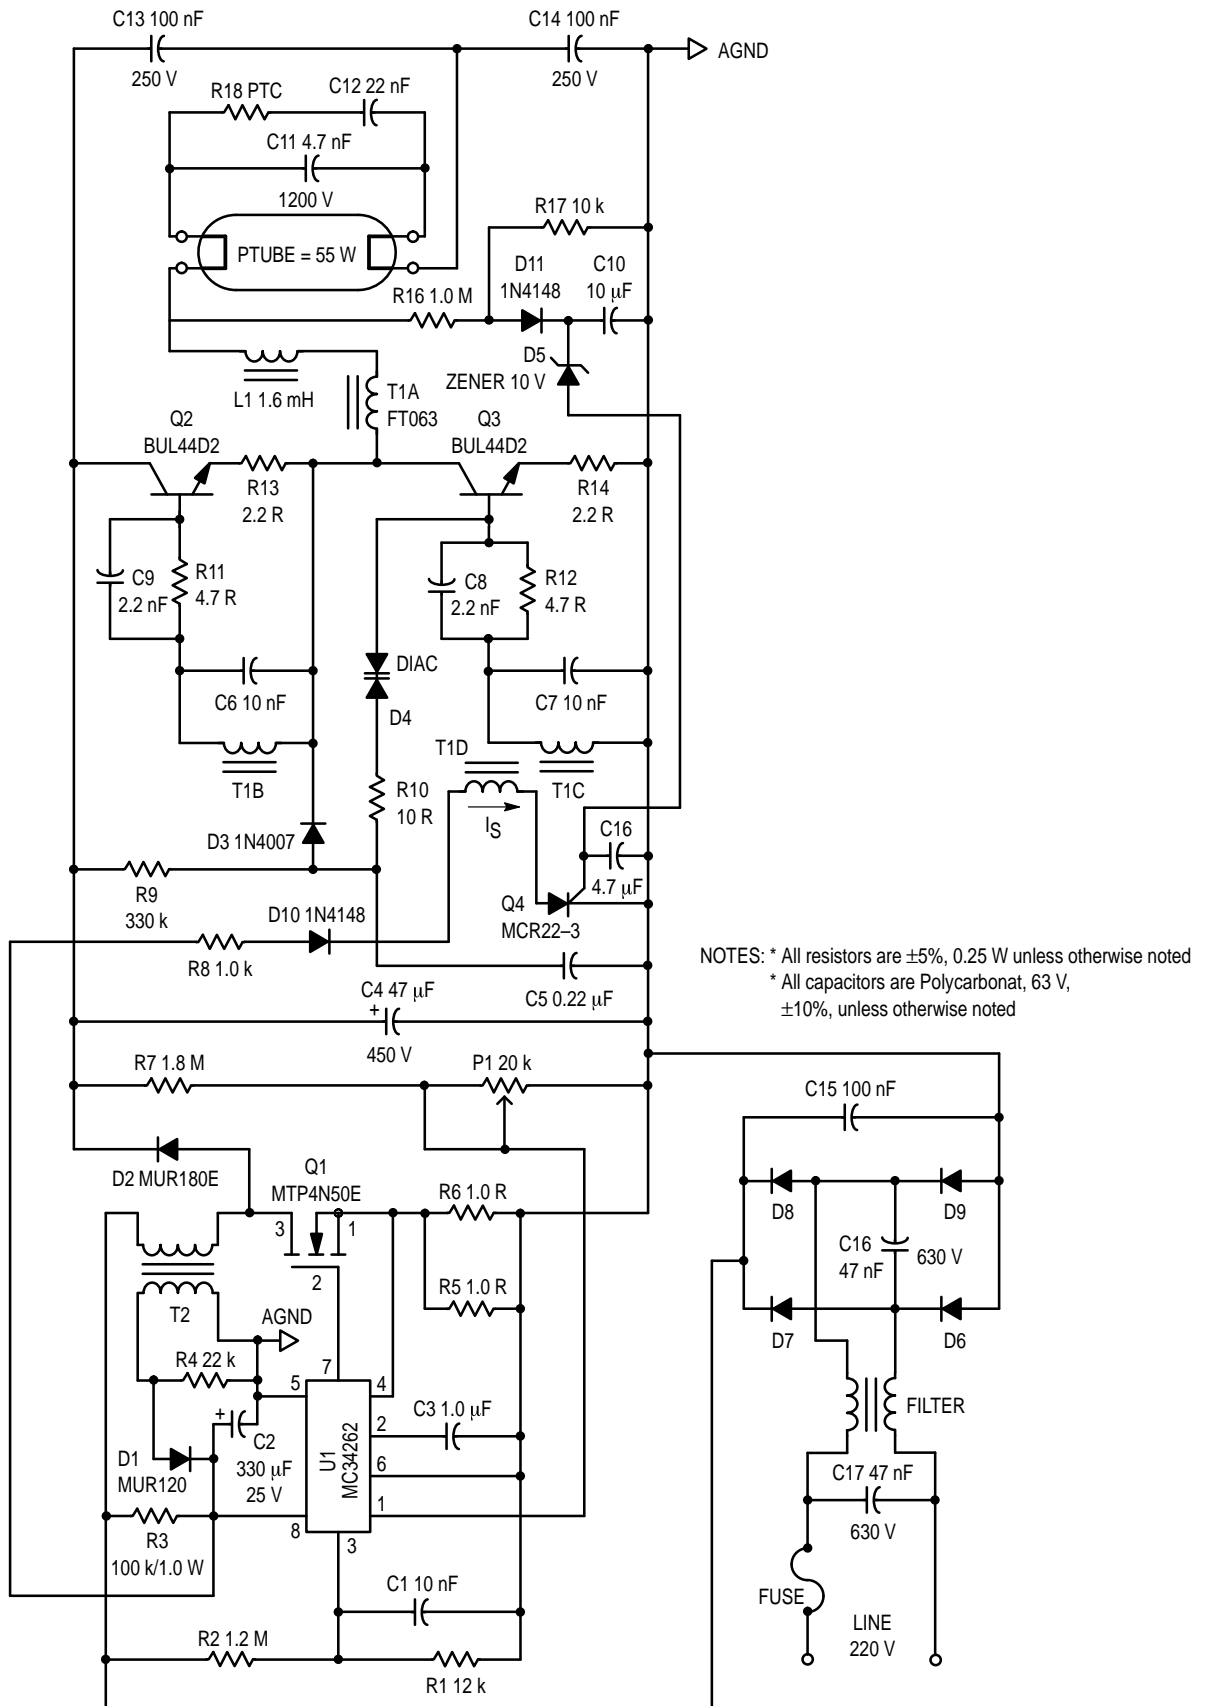 C13 100 nF
250 V
C14 100 nF
250 V
AGND
R18 PTC
C12 22 nF
C11 4.7 nF
1200 V
PTUBE = 55 W
R17 10 k
D11
1N4148
C10
10 µF
R16 1.0 M
D5
ZENER 10 V
L1 1.6 mH
T1A
FT063
Q2
BUL44D2
Q3
BUL44D2
R13
2.2 R
R14
2.2 R
C9
2.2 nF
R11
4.7 R
C8
2.2 nF
R12
4.7 R
DIAC
D4
C6 10 nF
C7 10 nF
T1B
T1D
T1C
IS
R10
10 R
D3 1N4007
C16
4.7 µF
R9
330 k
Q4
MCR22–3
D10 1N4148
R8 1.0 k
C5 0.22 µF
C4 47 µF
+
450 V
NOTES: * All resistors are ±5%, 0.25 W unless otherwise noted
* All capacitors are Polycarbonat, 63 V,
±10%, unless otherwise noted
R7 1.8 M
P1 20 k
C15 100 nF
D2 MUR180E
Q1
MTP4N50E
3
1
2
R6 1.0 R
R5 1.0 R
D8
D9
C16
47 nF
630 V
D7
D6
T2
AGND
R4 22 k
7
5
4
+
C2
330 µF
25 V
U1
MC34262
2
C3 1.0 µF
6
1
8
3
D1
MUR120
R3
100 k/1.0 W
FILTER
C17 47 nF
630 V
FUSE
LINE
220 V
C1 10 nF
R2 1.2 M
R1 12 k